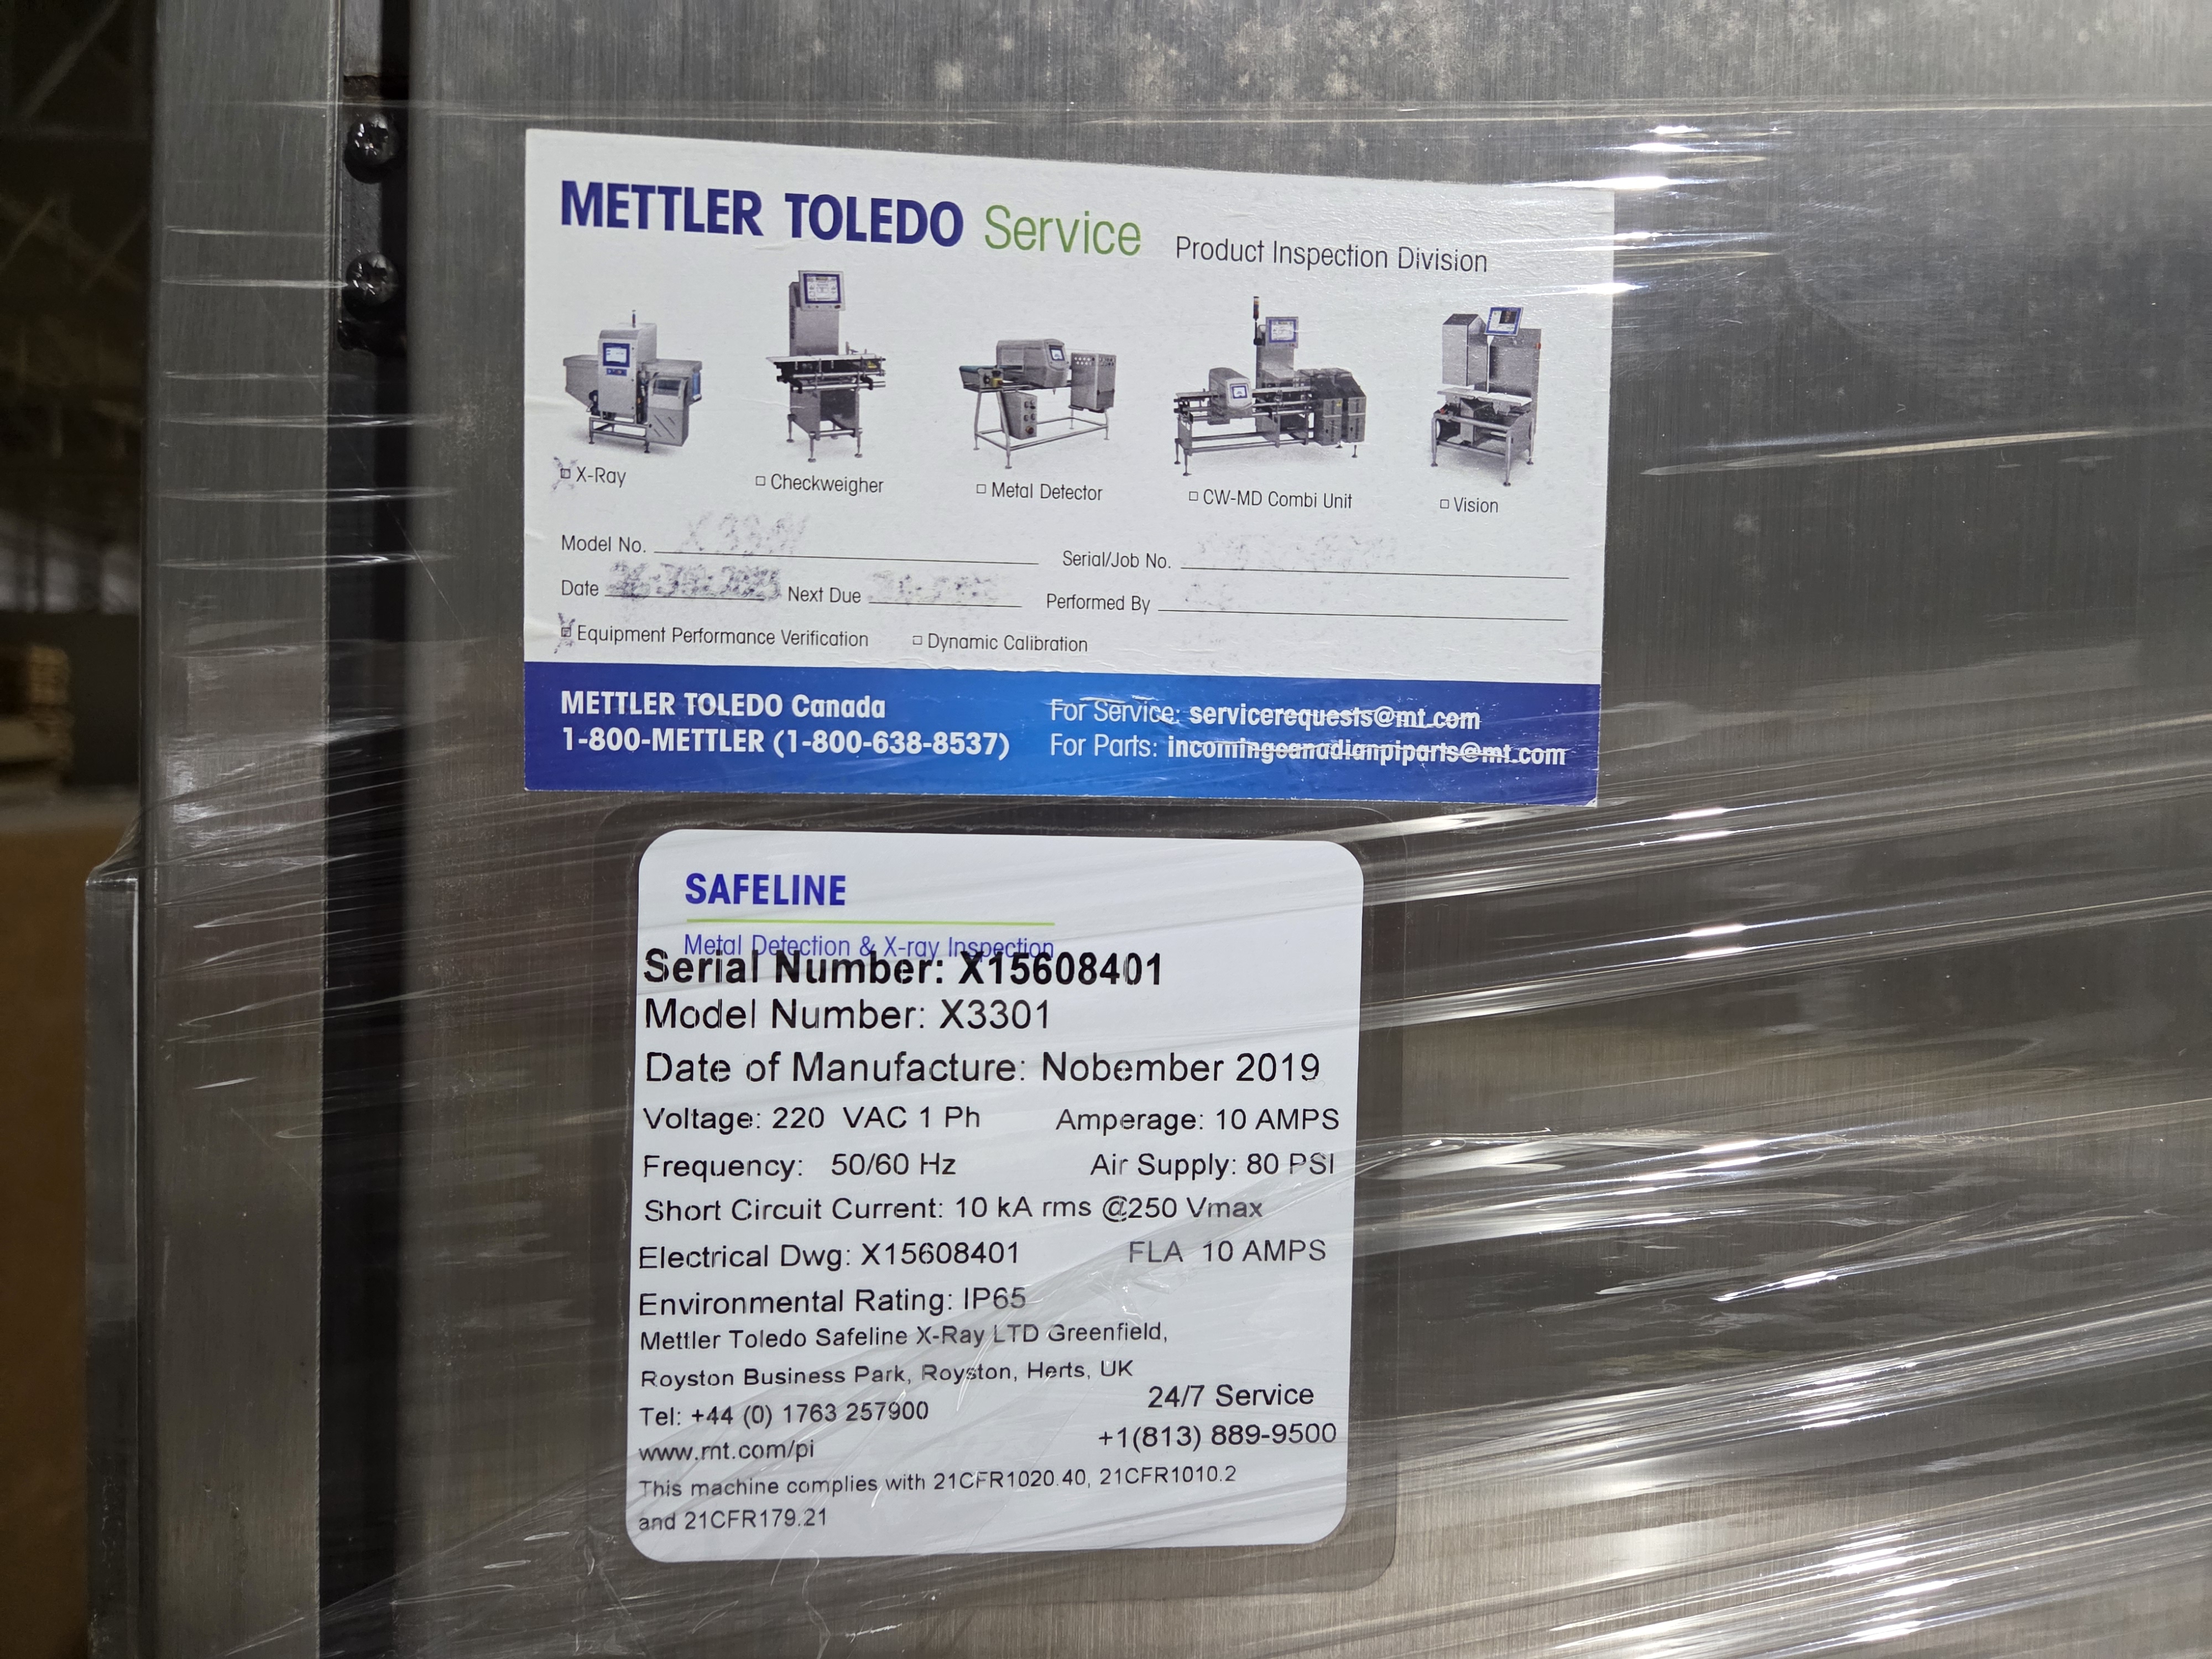 METTLER TOLEDO Service Product Inspection Division
X-Ray Checkweigher Metal Detector CW-MD Combi Unit Vision
Model No. Serial/Job No.
Date Next Due Performed By
Equipment Performance Verification Dynamic Calibration
METTLER TOLEDO Canada For Service: servicerequests@mt.com
1-800-METTLER (1-800-638-8537) For Parts: incomingcanadianpiparts@mt.com
SAFELINE
Metal Detection & X-ray Inspection
Serial Number: X15608401
Model Number: X3301
Date of Manufacture: Nobember 2019
Voltage: 220 VAC 1 Ph Amperage: 10 AMPS
Frequency: 50/60 Hz Air Supply: 80 PSI
Short Circuit Current: 10 kA rms @250 Vmax
Electrical Dwg: X15608401 FLA 10 AMPS
Environmental Rating: IP65
Mettler Toledo Safeline X-Ray LTD Greenfield,
Royston Business Park, Royston, Herts, UK
24/7 Service
Tel: +44 (0) 1763 257900
+1(813) 889-9500
www.mt.com/pi
This machine complies with 21CFR1020.40, 21CFR1010.2
and 21CFR179.21